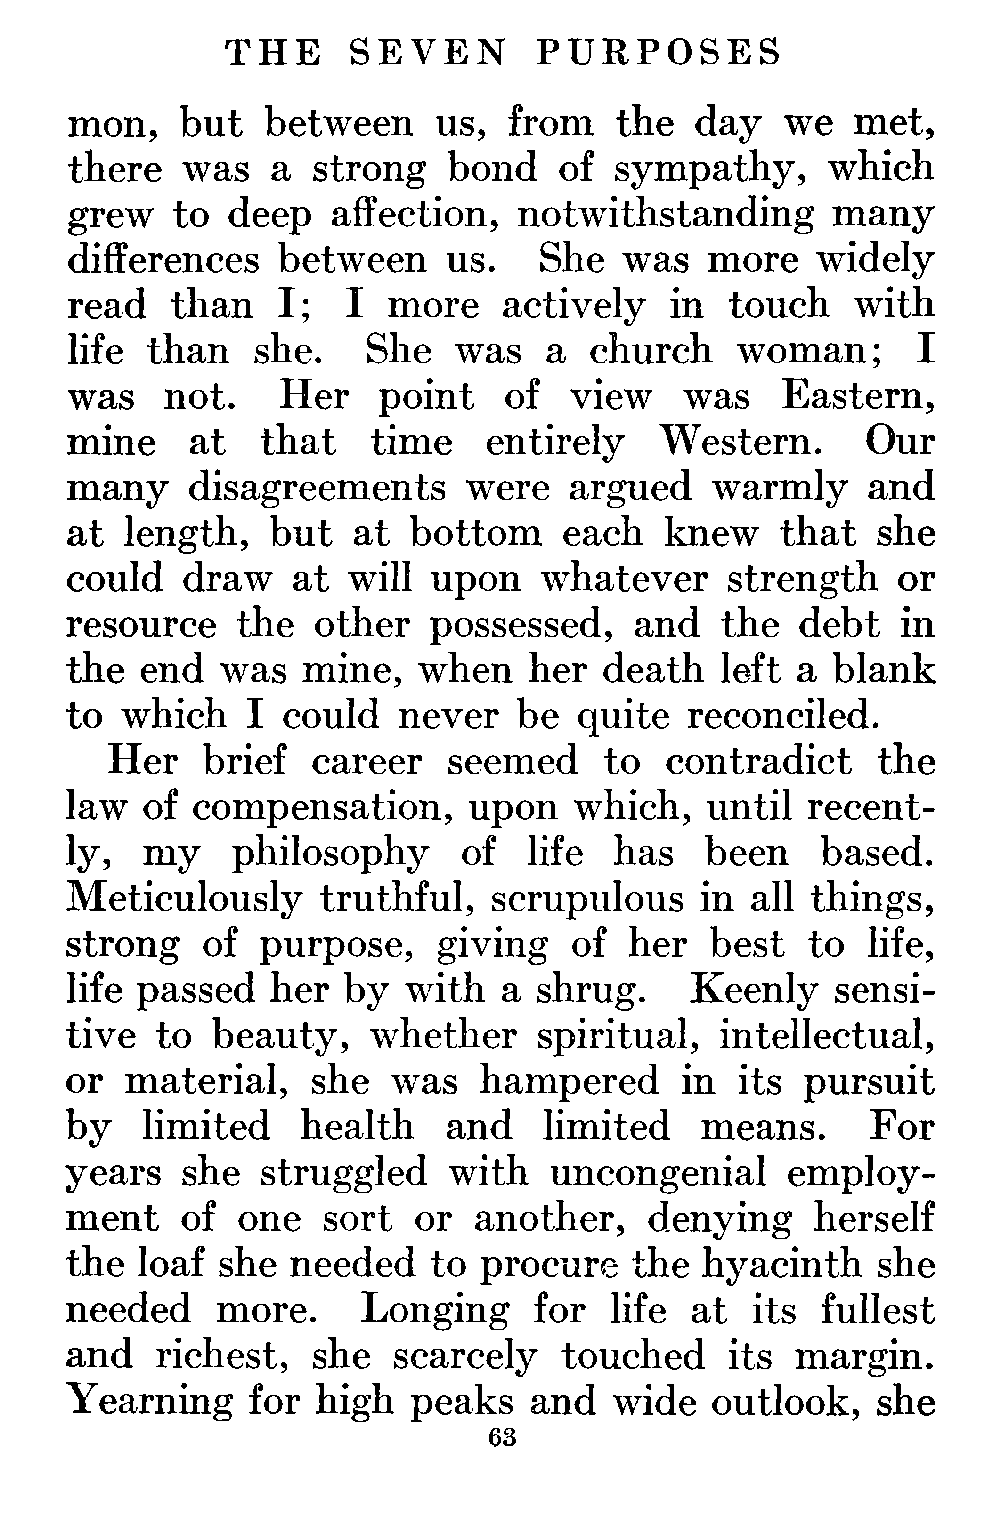 THE SEVEN PURPOSES
mon, but between us, from the day we met,
there was a strong bond of sympathy, which
grew to deep affection, notwithstanding many
differences between us. She was more widely
read than I; I more actively in touch with
life than she. She was a church woman; I
was not. Her point of view was Eastern,
mine at that time entirely Western. Our
many disagreements were argued warmly and
at length, but at bottom each knew that she
could draw at will upon whatever strength or
resource the other possessed, and the debt in
the end was mine, when her death left a blank
to which I could never be quite reconciled.
Her brief career seemed to contradict the
law of compensation, upon which, until recent-
ly, my philosophy of life has been based.
Meticulously truthful, scrupulous in all things,
strong of purpose, giving of her best to life,
life passed her by with a shrug. Keenly sensi-
tive to beauty, whether spiritual, intellectual,
or material, she was hampered in its pursuit
by limited health and limited means. For
years she struggled with uncongenial employ-
ment of one sort or another, denying herself
the loaf she needed to procure the hyacinth she
needed more. Longing for life at its fullest
and richest, she scarcely touched its margin.
Yearning for high peaks and wide outlook, she
63